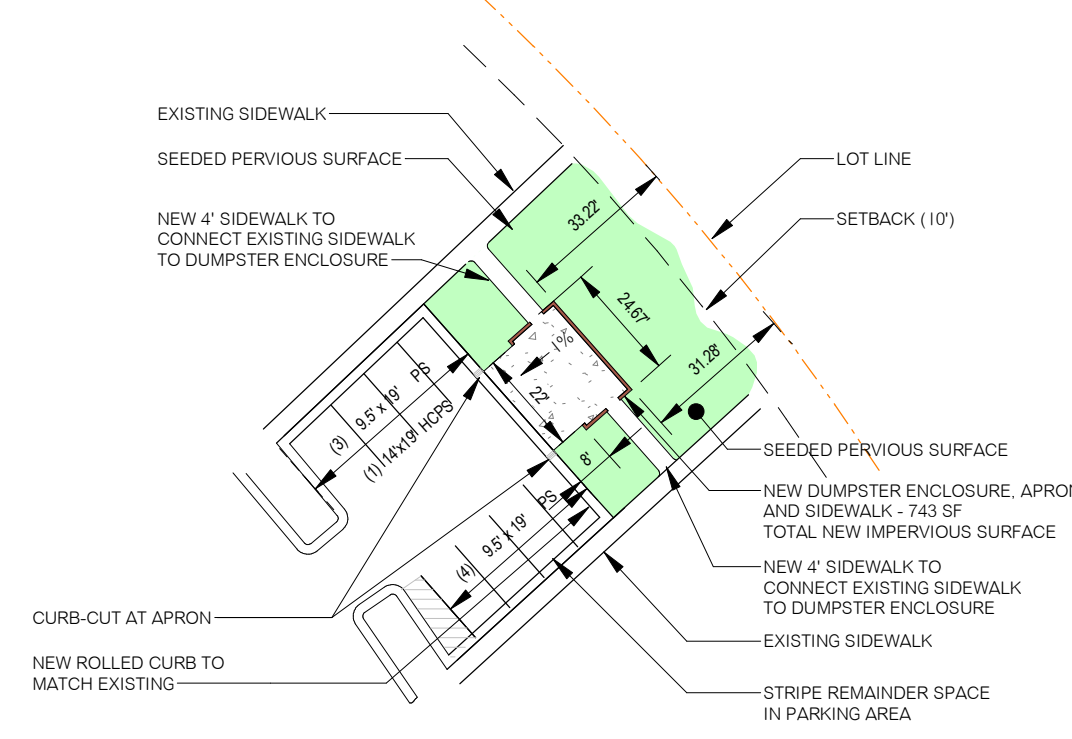 EXISTING SIDEWALK
SEEDED PERVIOUS SURFACE
NEW 4' SIDEWALK TO
CONNECT EXISTING SIDEWALK
TO DUMPSTER ENCLOSURE
LOT LINE
SETBACK (10')
33.22'
24.67'
31.28'
1%
22'
8'
(3) 9.5' x 19' PS
(1) 14'x19' HCPS
(4) 9.5' x 19' PS
SEEDED PERVIOUS SURFACE
NEW DUMPSTER ENCLOSURE, APRON
AND SIDEWALK - 743 SF
TOTAL NEW IMPERVIOUS SURFACE
NEW 4' SIDEWALK TO
CONNECT EXISTING SIDEWALK
TO DUMPSTER ENCLOSURE
EXISTING SIDEWALK
STRIPE REMAINDER SPACE
IN PARKING AREA
CURB-CUT AT APRON
NEW ROLLED CURB TO
MATCH EXISTING